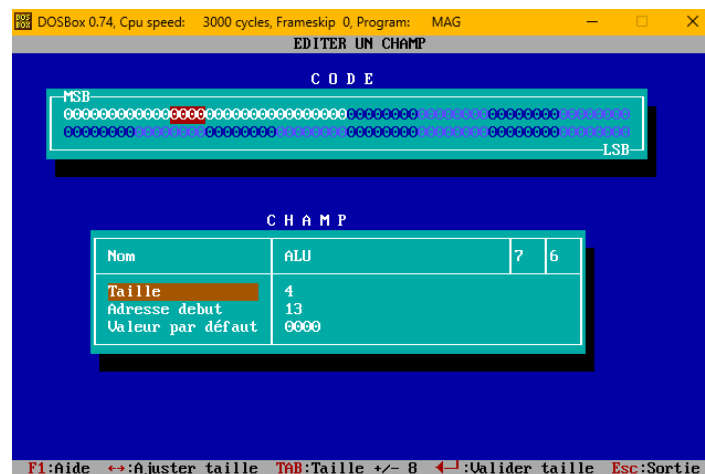 DOSBox 0.74, Cpu speed: 3000 cycles, Frameskip 0, Program: MAG
EDITER UN CHAMP
C O D E
MSB
0000000000000000000000000000000000000000000000000000000000000000
0000000000000000000000000000000000000000000000000000000000000000
LSB
C H A M P
Nom ALU 7 6
Taille 4
Adresse debut 13
Valeur par défaut 0000
F1:Aide ↔:Ajuster taille TAB:Taille +/- 8 ◄┘:Valider taille Esc:Sortie